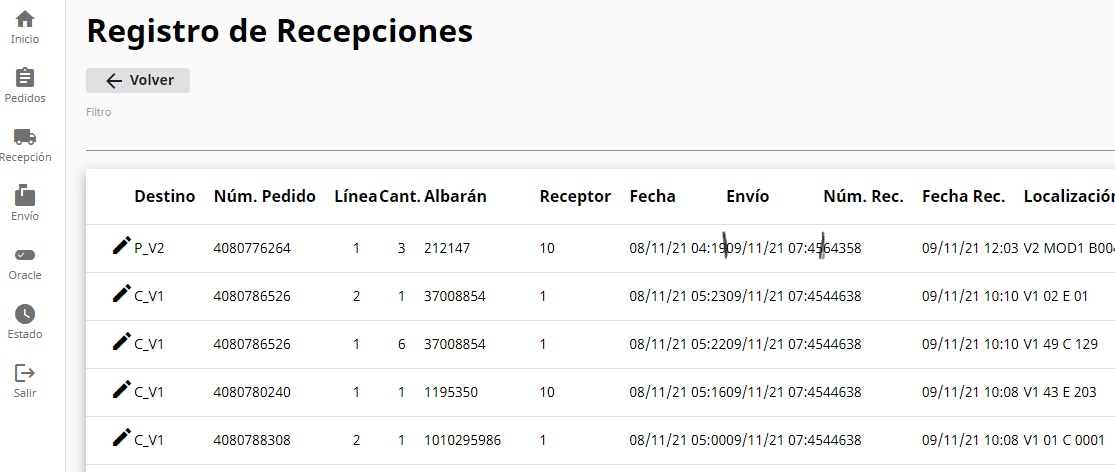 Inicio
Pedidos
Recepción
Envío
Oracle
Estado
Salir
Registro de Recepciones
Volver
Filtro
Destino Núm. Pedido Línea Cant. Albarán Receptor Fecha Envío Núm. Rec. Fecha Rec. Localización
P_V2 4080776264 1 3 212147 10 08/11/21 04:19 09/11/21 07:45 64358 09/11/21 12:03 V2 MOD1 B004
C_V1 4080786526 2 1 37008854 1 08/11/21 05:23 09/11/21 07:45 44638 09/11/21 10:10 V1 02 E 01
C_V1 4080786526 1 6 37008854 1 08/11/21 05:22 09/11/21 07:45 44638 09/11/21 10:10 V1 49 C 129
C_V1 4080780240 1 1 1195350 10 08/11/21 05:16 09/11/21 07:45 44638 09/11/21 10:08 V1 43 E 203
C_V1 4080788308 2 1 1010295986 1 08/11/21 05:00 09/11/21 07:45 44638 09/11/21 10:08 V1 01 C 0001